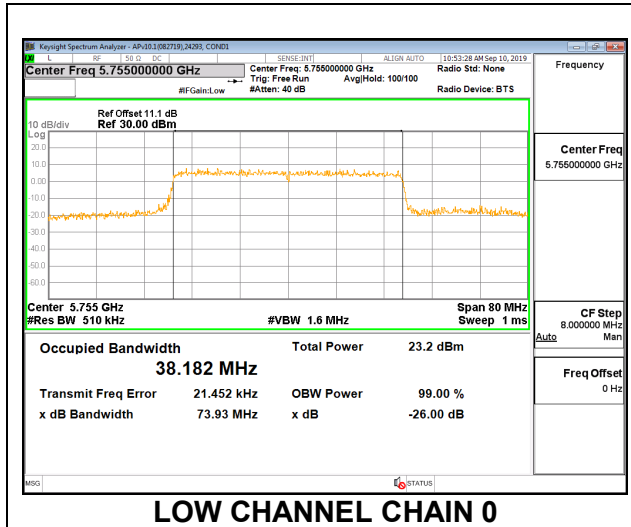 Keysight Spectrum Analyzer - APv10.1(082719),24293, COND1
L RF 50 Ω DC SENSE:INT ALIGN AUTO 10:53:28 AM Sep 10, 2019
Center Freq 5.755000000 GHz
Center Freq: 5.755000000 GHz Radio Std: None
Trig: Free Run Avg|Hold: 100/100
#IFGain:Low #Atten: 40 dB Radio Device: BTS
Frequency
Ref Offset 11.1 dB
10 dB/div Ref 30.00 dBm
Log
20.0
10.0
0.00
-10.0
-20.0
-30.0
-40.0
-50.0
-60.0
Center 5.755 GHz Span 80 MHz
#Res BW 510 kHz #VBW 1.6 MHz Sweep 1 ms
Occupied Bandwidth Total Power 23.2 dBm
38.182 MHz
Transmit Freq Error 21.452 kHz OBW Power 99.00 %
x dB Bandwidth 73.93 MHz x dB -26.00 dB
Center Freq
5.755000000 GHz
CF Step
8.000000 MHz
Auto Man
Freq Offset
0 Hz
MSG STATUS
LOW CHANNEL CHAIN 0